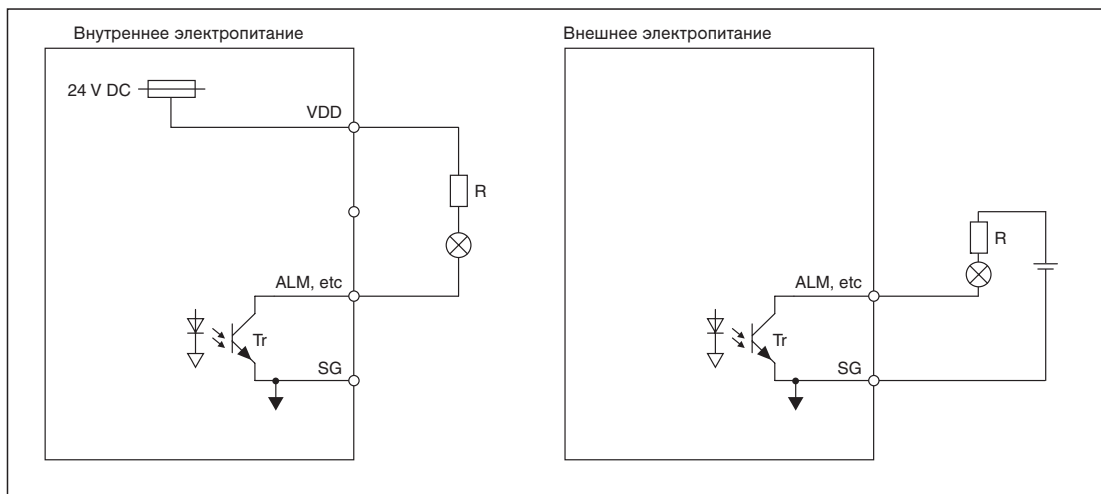 Внутреннее электропитание
24 V DC
VDD
R
ALM, etc
Tr
SG
Внешнее электропитание
R
ALM, etc
Tr
SG